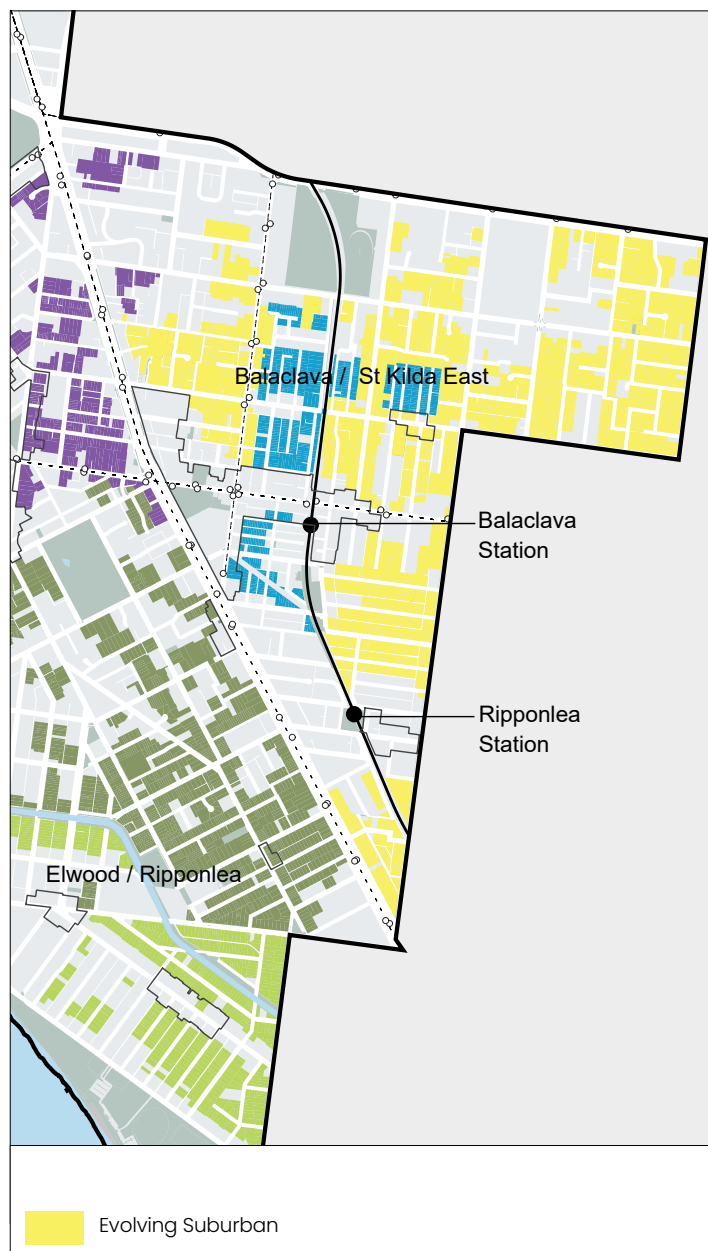 Balaclava / St Kilda East
Balaclava
Station
Ripponlea
Station
Elwood / Ripponlea
Evolving Suburban